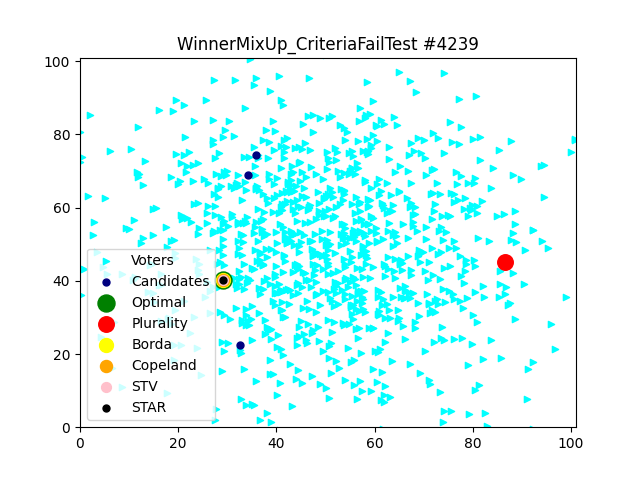 WinnerMixUp_CriteriaFailTest #4239
100
80
60
40
20
0
Voters
Candidates
Optimal
Plurality
Borda
Copeland
STV
STAR
0 20 40 60 80 100